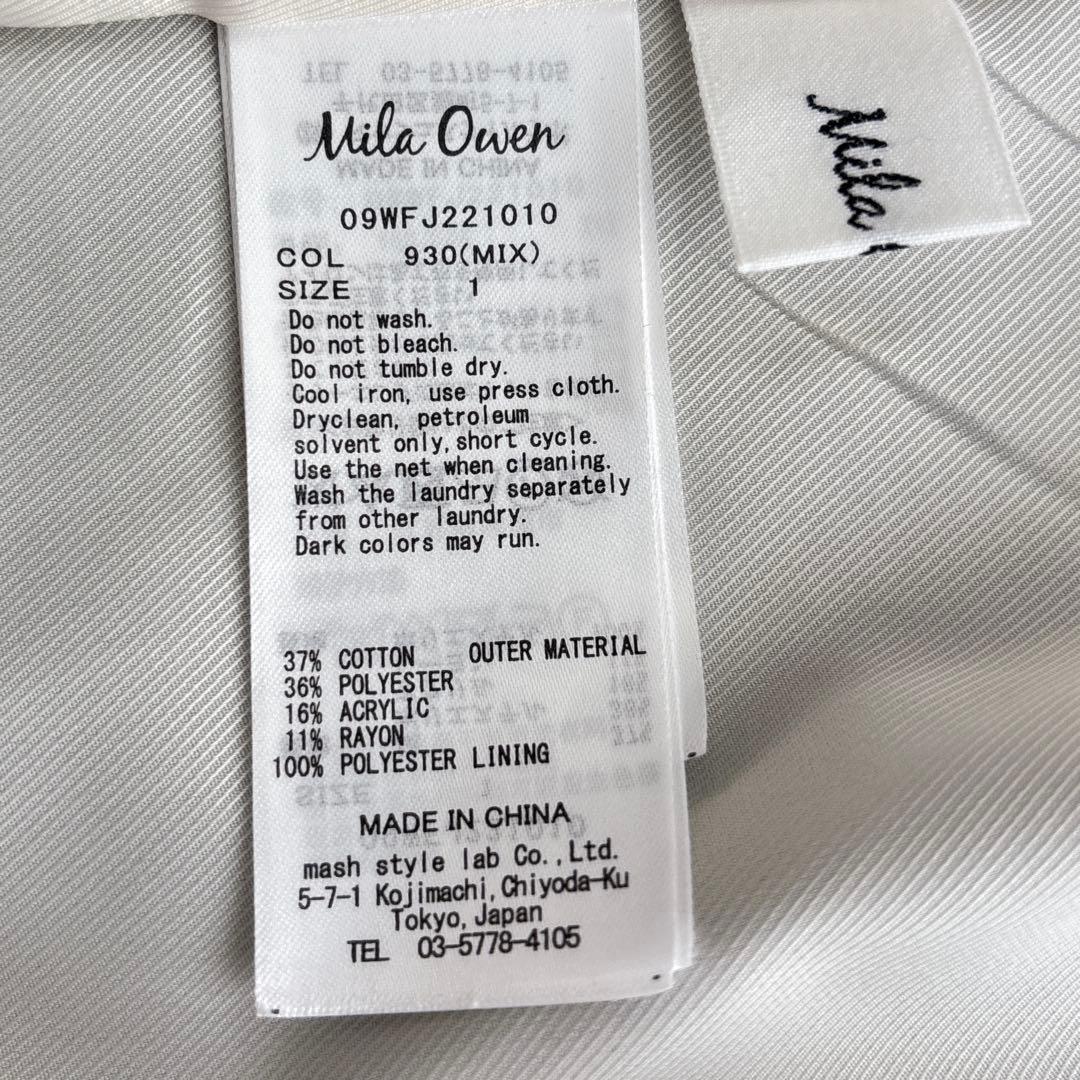 Mila Owen
09WFJ221010
COL 930(MIX)
SIZE 1
Do not wash.
Do not bleach.
Do not tumble dry.
Cool iron, use press cloth.
Dryclean, petroleum
solvent only,short cycle.
Use the net when cleaning.
Wash the laundry separately
from other laundry.
Dark colors may run.
37% COTTON OUTER MATERIAL
36% POLYESTER
16% ACRYLIC
11% RAYON
100% POLYESTER LINING
MADE IN CHINA
mash style lab Co.,Ltd.
5-7-1 Kojimachi,Chiyoda-Ku
Tokyo,Japan
TEL 03-5778-4105
Mila